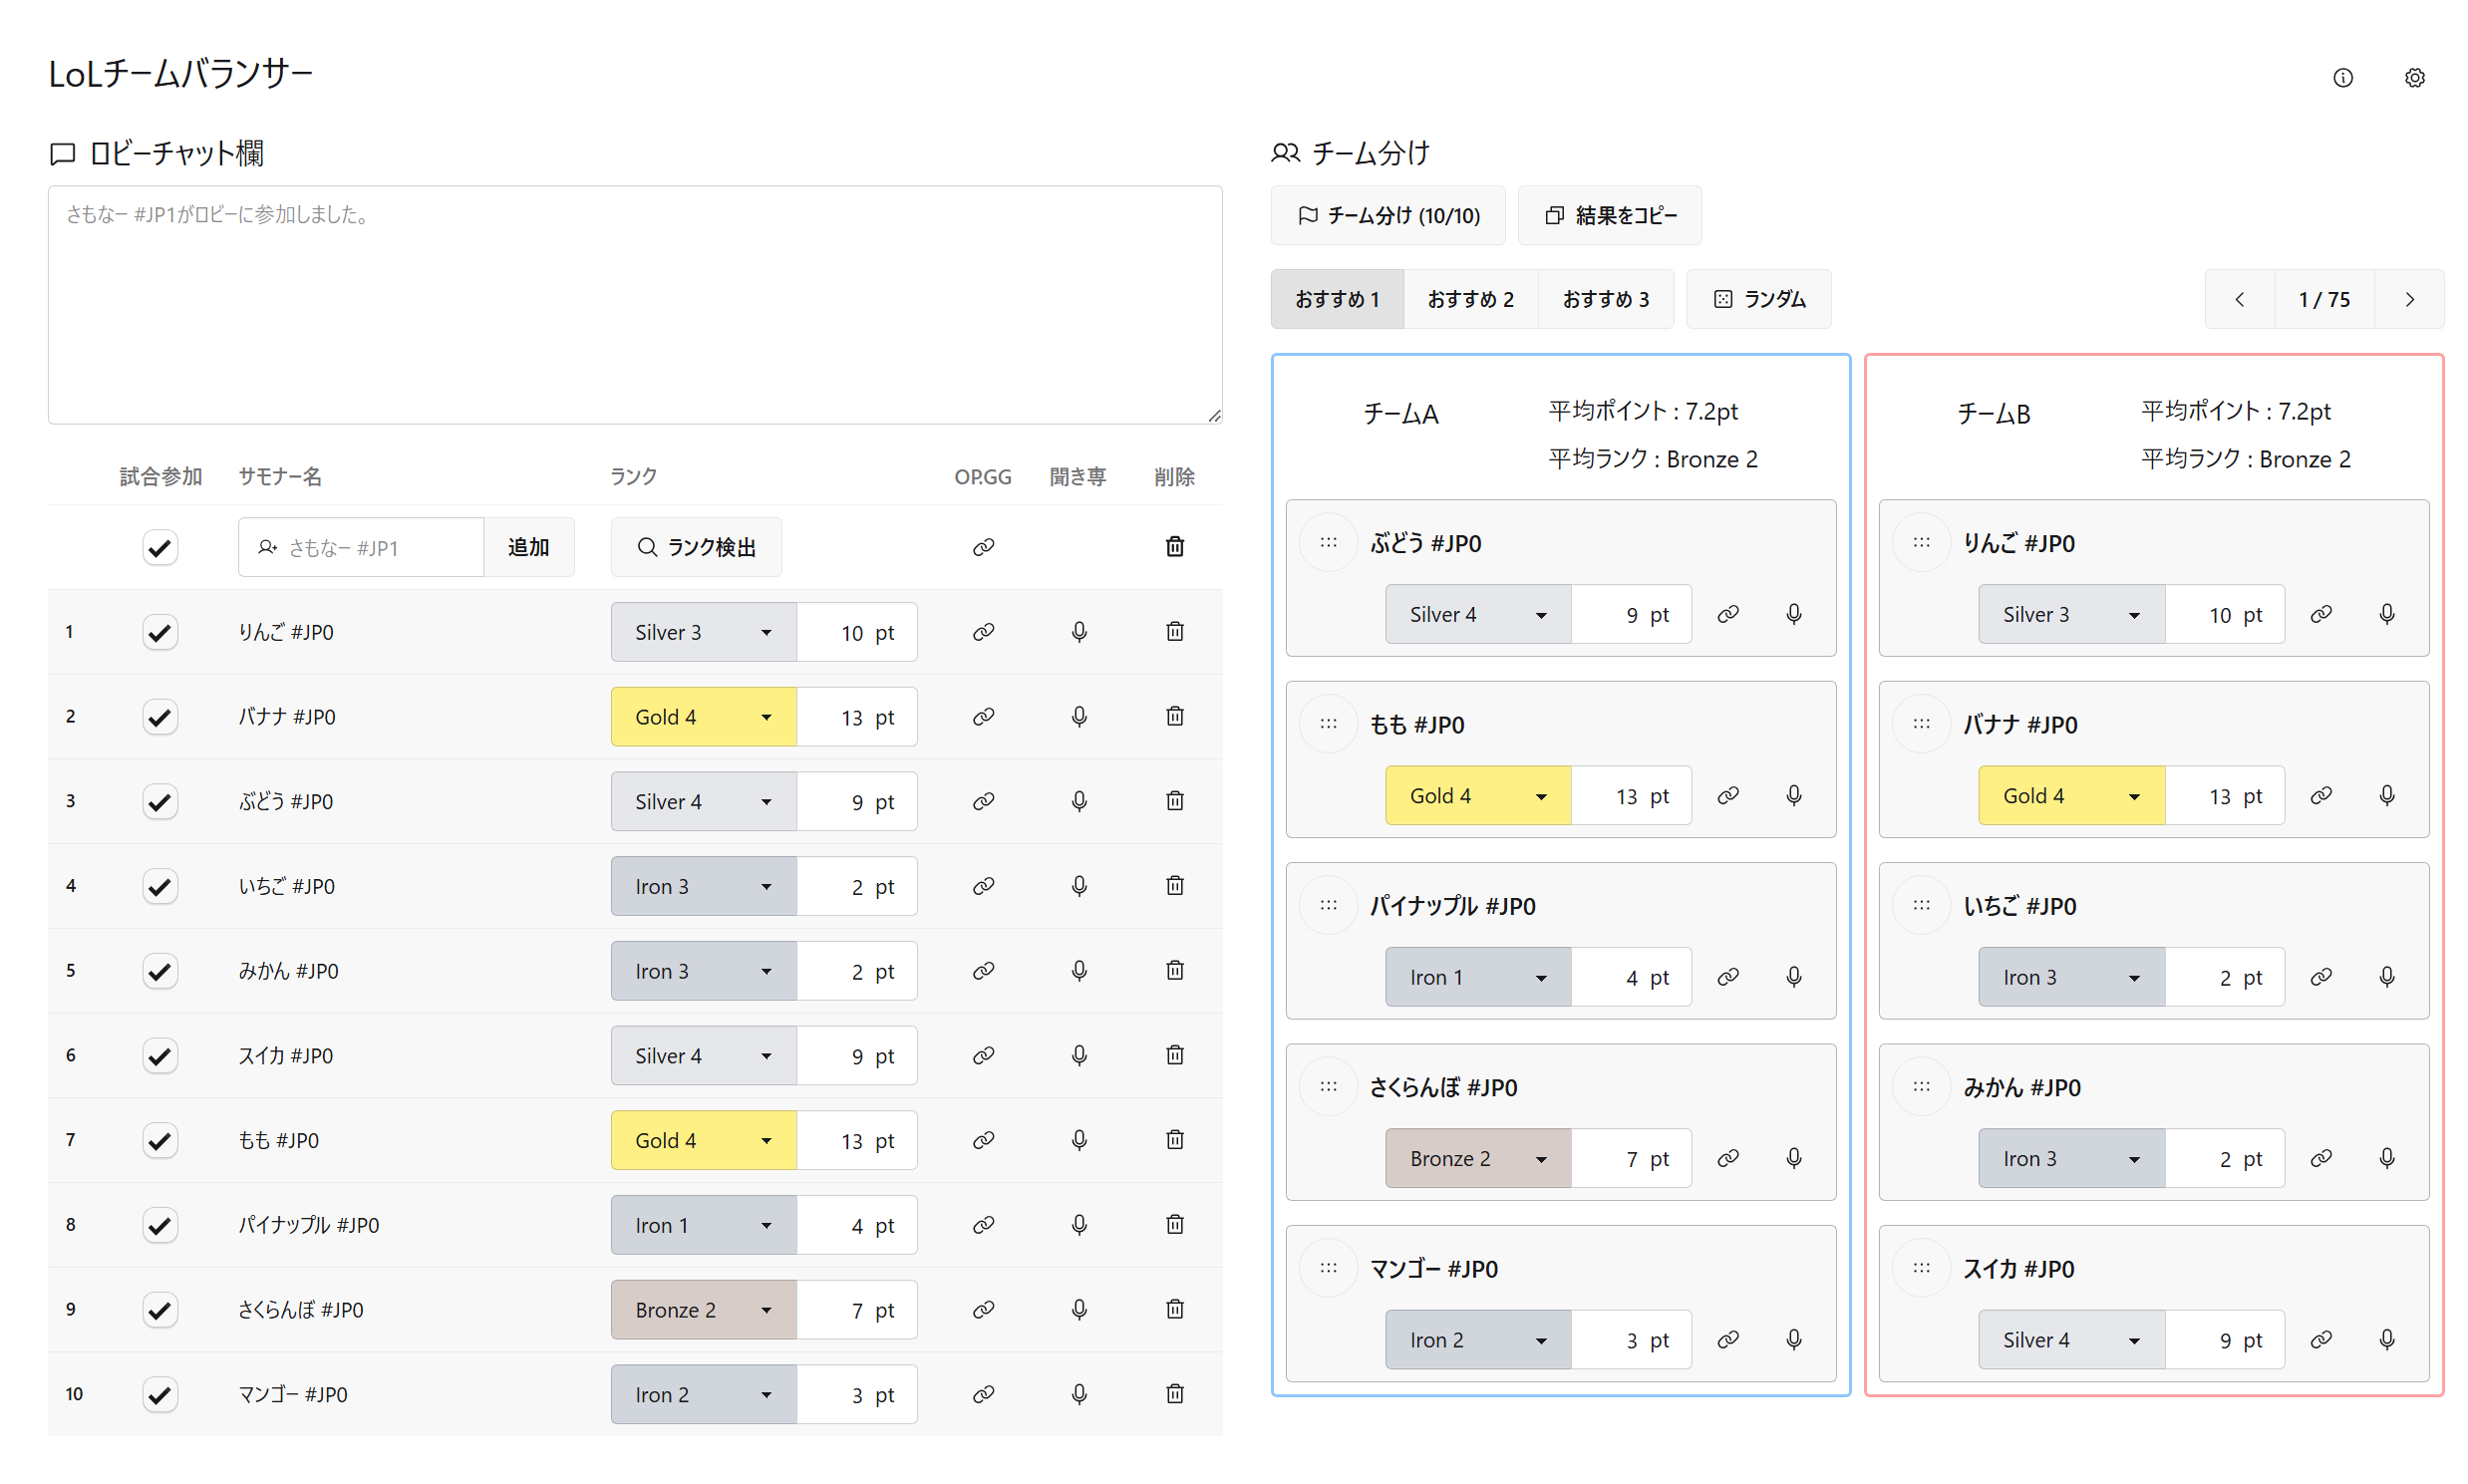 LoLチームバランサー
ロビーチャット欄
さもなー #JP1がロビーに参加しました。
試合参加 サモナー名 ランク OP.GG 聞き専 削除
さもなー #JP1 追加 ランク検出
1 りんご #JP0 Silver 3 10 pt
2 バナナ #JP0 Gold 4 13 pt
3 ぶどう #JP0 Silver 4 9 pt
4 いちご #JP0 Iron 3 2 pt
5 みかん #JP0 Iron 3 2 pt
6 スイカ #JP0 Silver 4 9 pt
7 もも #JP0 Gold 4 13 pt
8 パイナップル #JP0 Iron 1 4 pt
9 さくらんぼ #JP0 Bronze 2 7 pt
10 マンゴー #JP0 Iron 2 3 pt
チーム分け
チーム分け (10/10) 結果をコピー
おすすめ 1 おすすめ 2 おすすめ 3 ランダム 1 / 75
チームA
平均ポイント : 7.2pt
平均ランク : Bronze 2
ぶどう #JP0
Silver 4 9 pt
もも #JP0
Gold 4 13 pt
パイナップル #JP0
Iron 1 4 pt
さくらんぼ #JP0
Bronze 2 7 pt
マンゴー #JP0
Iron 2 3 pt
チームB
平均ポイント : 7.2pt
平均ランク : Bronze 2
りんご #JP0
Silver 3 10 pt
バナナ #JP0
Gold 4 13 pt
いちご #JP0
Iron 3 2 pt
みかん #JP0
Iron 3 2 pt
スイカ #JP0
Silver 4 9 pt